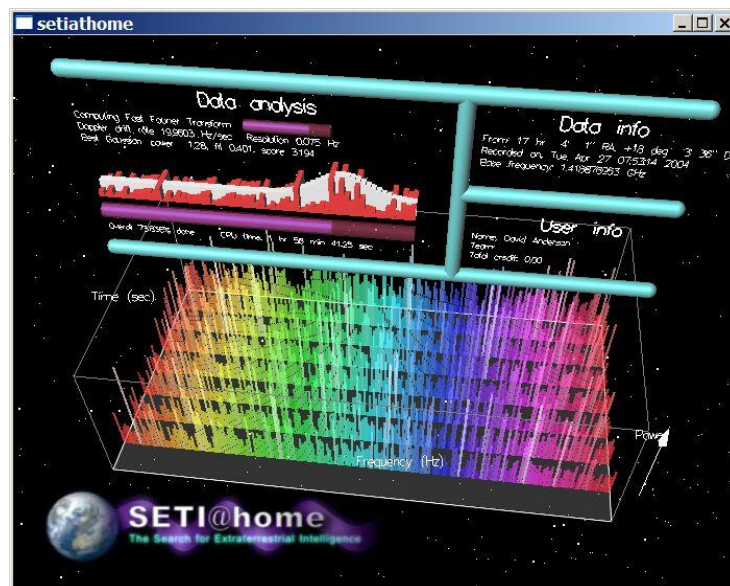 setiathome
Data analysis
Computing Fast Fourier Transform
Doppler drift rate 19.9603 Hz/sec Resolution 0.075 Hz
Best Gaussian power 1.28, fit 0.401, score 3.194
Overall 73.836% done CPU time: 1 hr 58 min 41.25 sec
Data info
From: 17 hr 4' 1" RA, +18 deg 3' 36" D
Recorded on: Tue, Apr 27 07:53:14 2004
Base frequency: 1.418878953 GHz
User info
Name: David Anderson
Team:
Total credit: 0.00
Time (sec)
Power
Frequency (Hz)
SETI@home
The Search for Extraterrestrial Intelligence